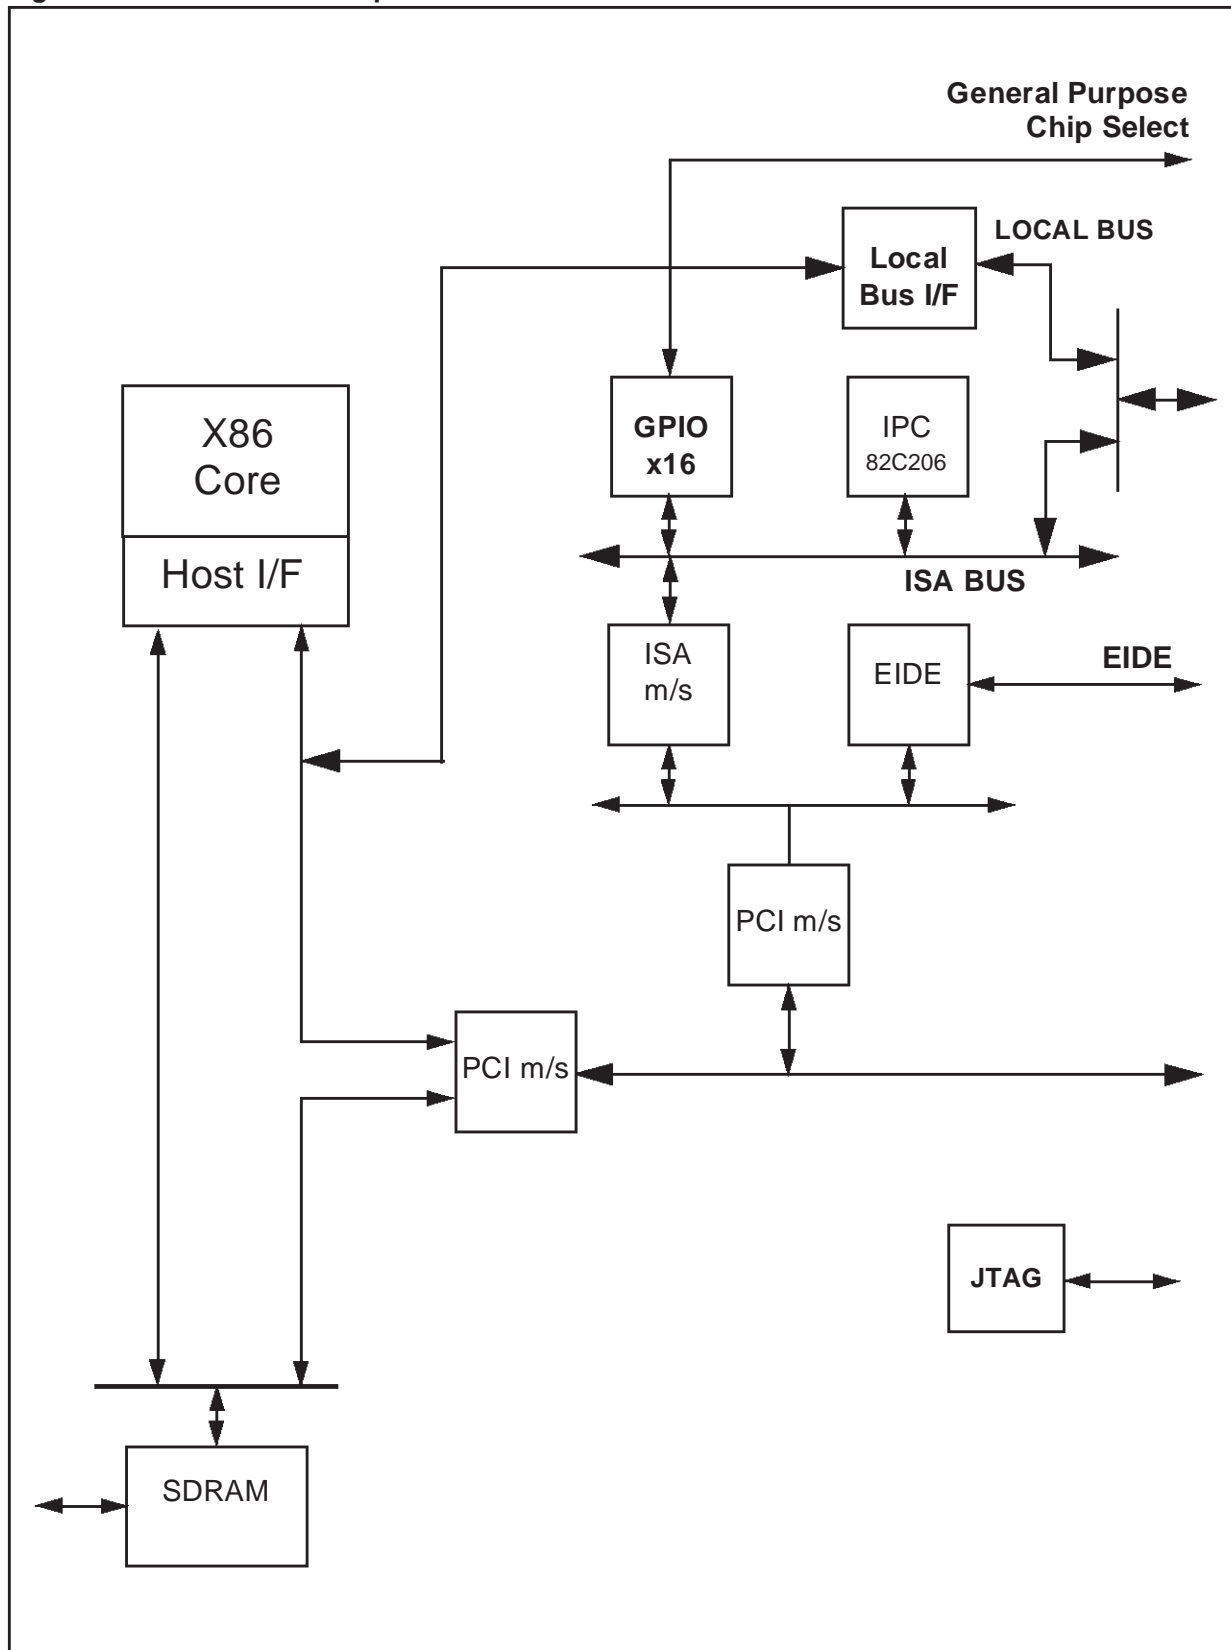 General Purpose
Chip Select
LOCAL BUS
Local
Bus I/F
X86
Core
Host I/F
GPIO
x16
IPC
82C206
ISA BUS
ISA
m/s
EIDE
EIDE
PCI m/s
PCI m/s
JTAG
SDRAM